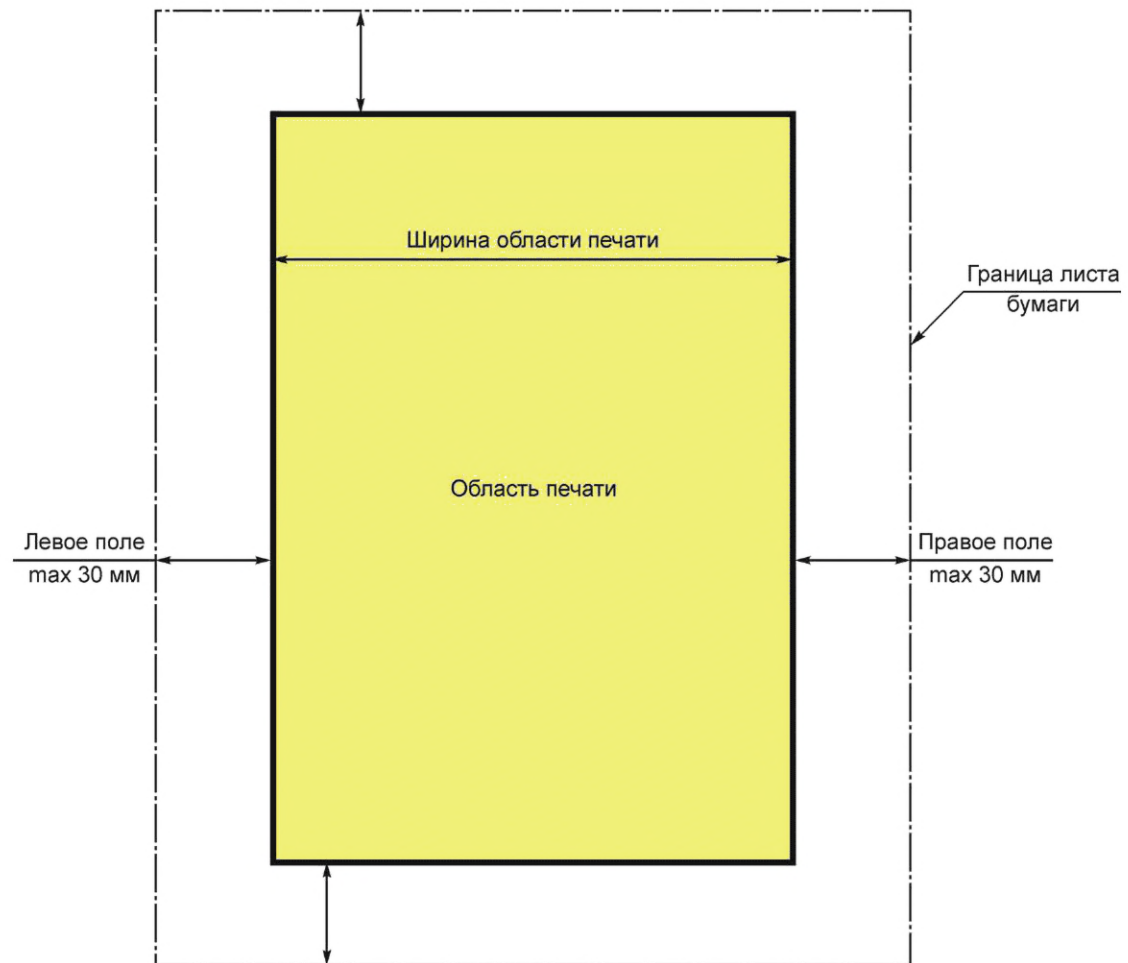 Ширина области печати
Граница листа
бумаги
Область печати
Левое поле
max 30 мм
Правое поле
max 30 мм